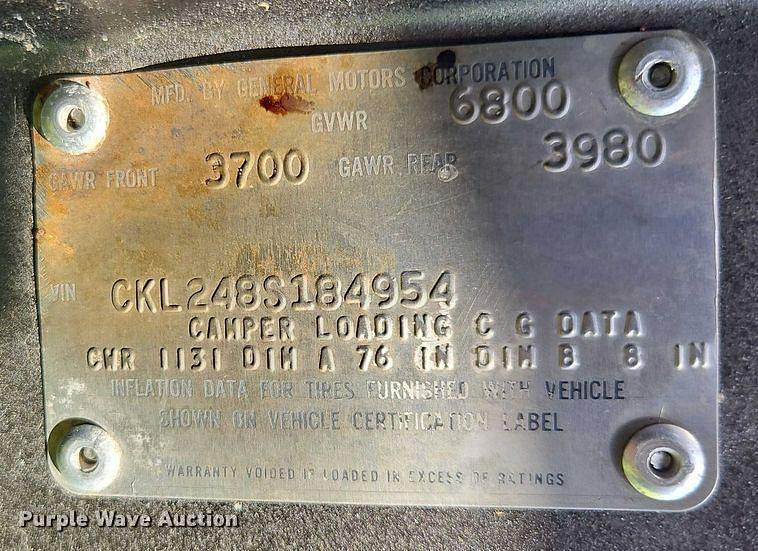 MFD. BY GENERAL MOTORS CORPORATION
GVWR 6800
GAWR FRONT 3700 GAWR REAR 3980
VIN CKL248S184954
CAMPER LOADING C G DATA
CWR 1131 DIM A 76 IN DIM B 8 IN
INFLATION DATA FOR TIRES FURNISHED WITH VEHICLE
SHOWN ON VEHICLE CERTIFICATION LABEL
WARRANTY VOIDED IF LOADED IN EXCESS OF RATINGS
Purple Wave Auction